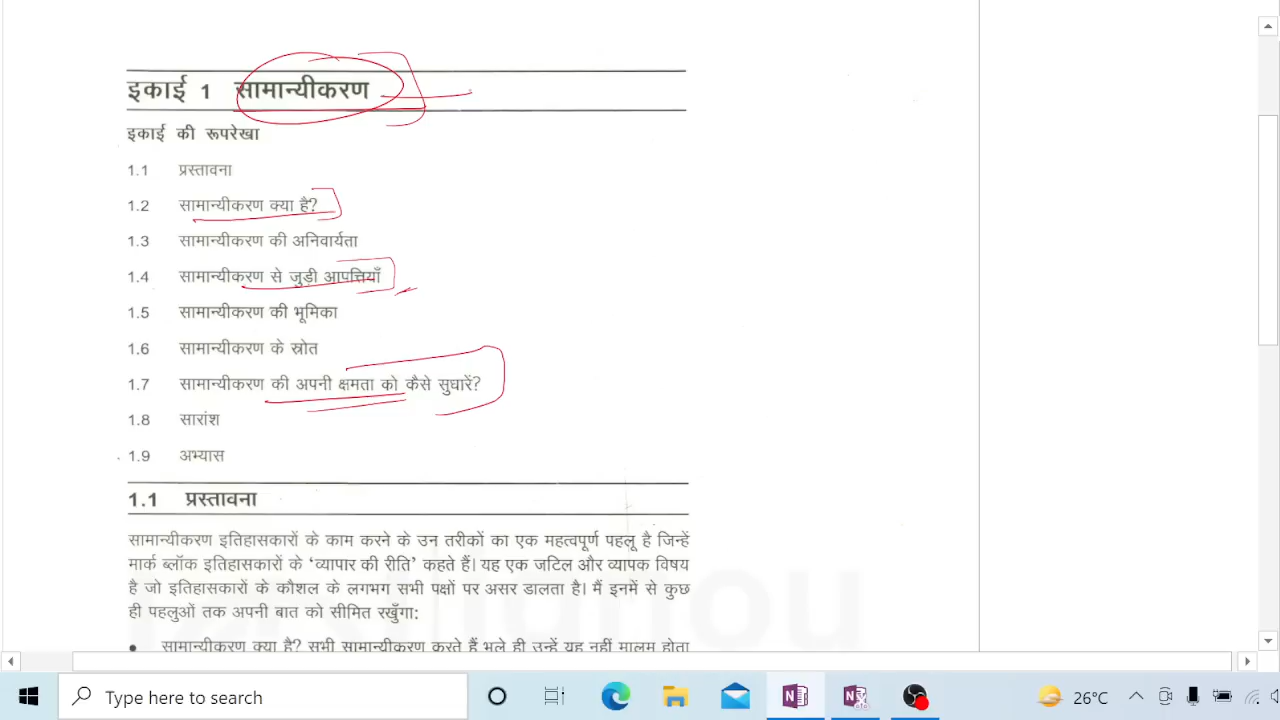 इकाई 1 सामान्यीकरण
इकाई की रूपरेखा
1.1 प्रस्तावना
1.2 सामान्यीकरण क्या है?
1.3 सामान्यीकरण की अनिवार्यता
1.4 सामान्यीकरण से जुड़ी आपत्तियाँ
1.5 सामान्यीकरण की भूमिका
1.6 सामान्यीकरण के स्रोत
1.7 सामान्यीकरण की अपनी क्षमता को कैसे सुधारें?
1.8 सारांश
1.9 अभ्यास
1.1 प्रस्तावना
सामान्यीकरण इतिहासकारों के काम करने के उन तरीकों का एक महत्वपूर्ण पहलू है जिन्हें
मार्क ब्लॉक इतिहासकारों के ‘व्यापार की रीति’ कहते हैं। यह एक जटिल और व्यापक विषय
है जो इतिहासकारों के कौशल के लगभग सभी पक्षों पर असर डालता है। मैं इनमें से कुछ
ही पहलुओं तक अपनी बात को सीमित रखुँगा:
● सामान्यीकरण क्या है? सभी सामान्यीकरण करते हैं भले ही उन्हें यह नहीं मालूम होता
Type here to search
26°C